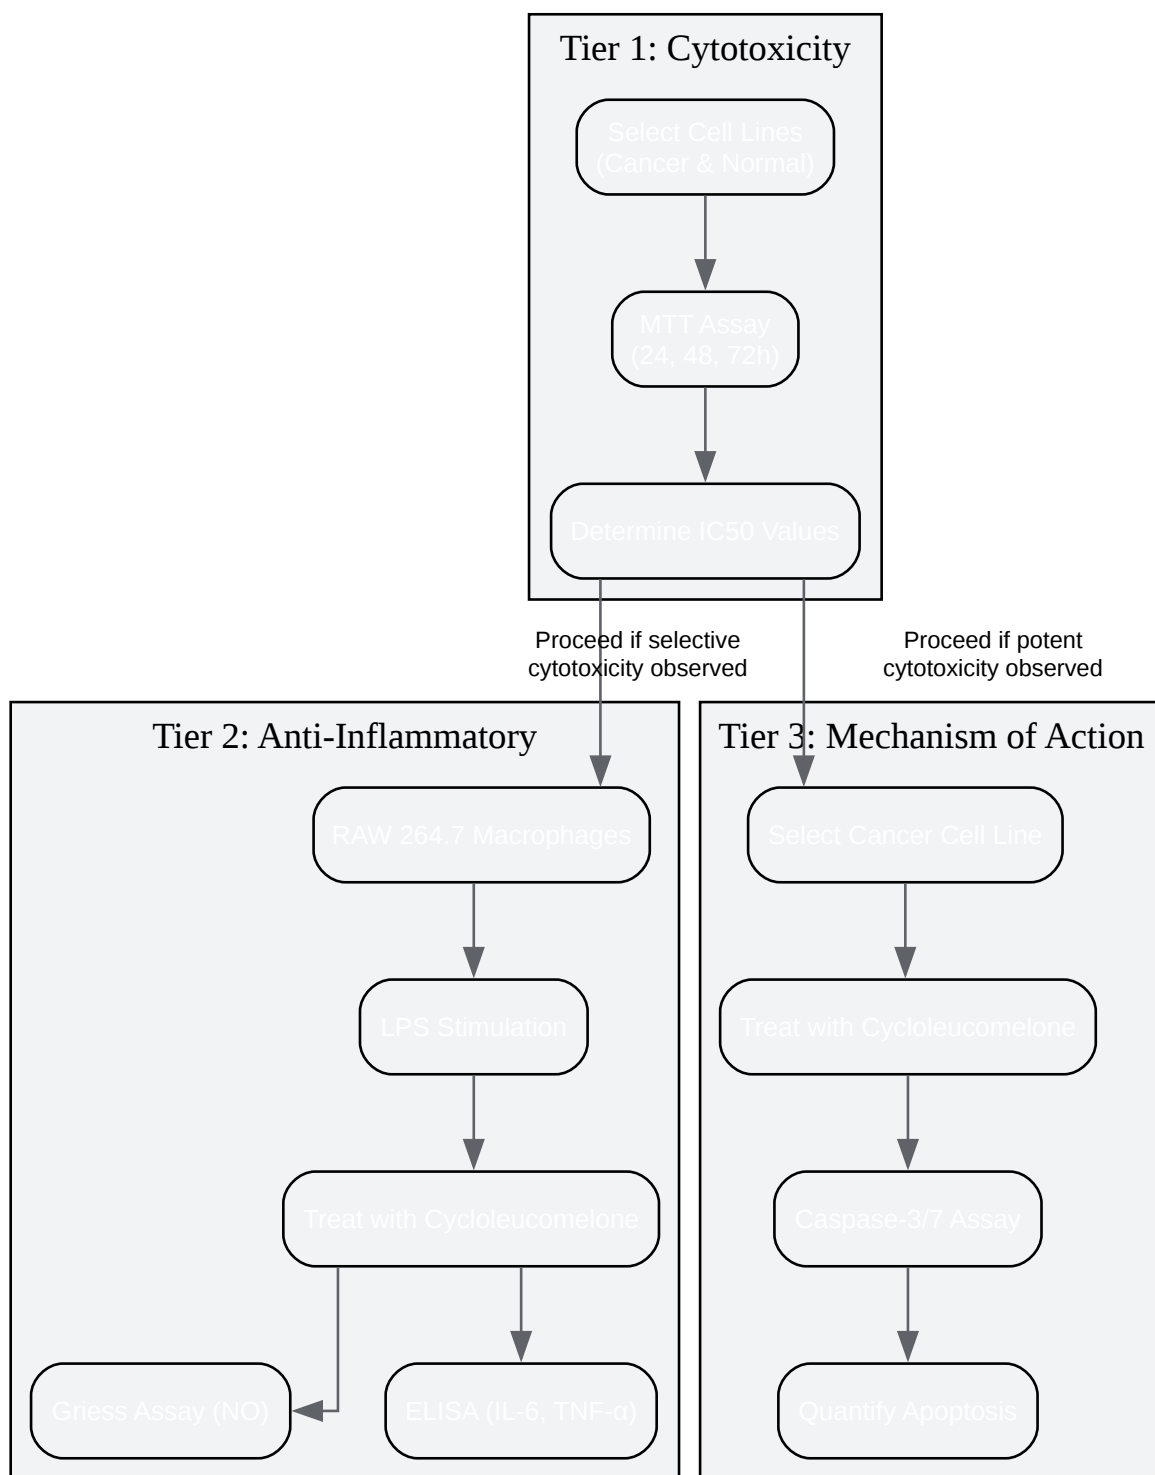 Tier 1: Cytotoxicity
Select Cell Lines
(Cancer & Normal)
MTT Assay
(24, 48, 72h)
Determine IC50 Values
Proceed if selective
cytotoxicity observed
Proceed if potent
cytotoxicity observed
Tier 2: Anti-Inflammatory
RAW 264.7 Macrophages
LPS Stimulation
Treat with Cycloleucomelone
Griess Assay (NO)
ELISA (IL-6, TNF-α)
Tier 3: Mechanism of Action
Select Cancer Cell Line
Treat with Cycloleucomelone
Caspase-3/7 Assay
Quantify Apoptosis